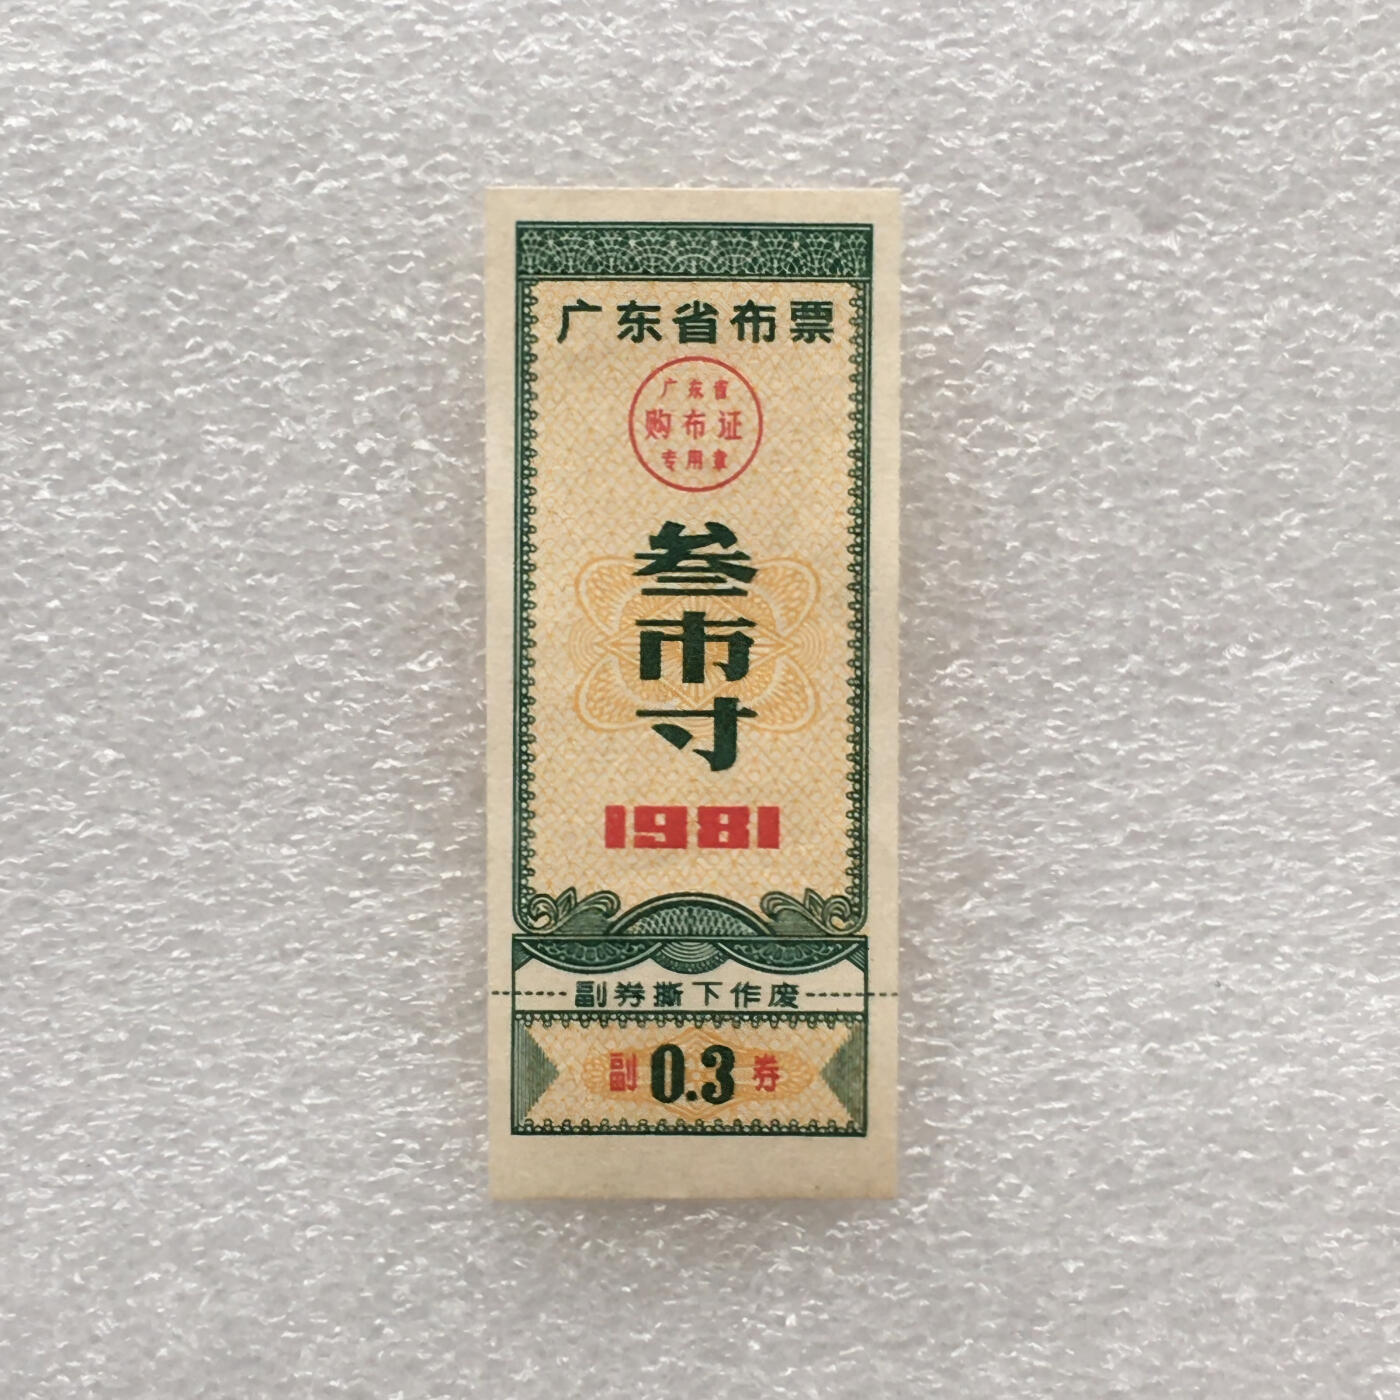 广东省布票
广东省
购布证
专用章
叁
市
寸
1981
副券撕下作废
副 0.3 券